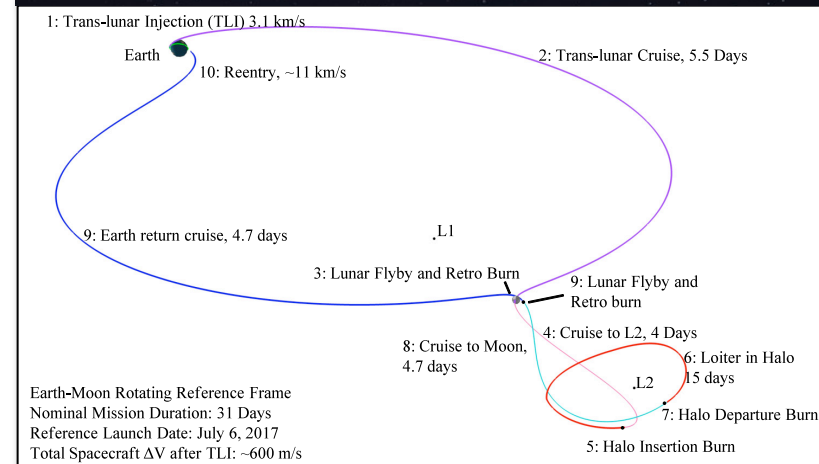 1: Trans-lunar Injection (TLI) 3.1 km/s
Earth
2: Trans-lunar Cruise, 5.5 Days
10: Reentry, ~11 km/s
L1
9: Earth return cruise, 4.7 days
3: Lunar Flyby and Retro Burn
9: Lunar Flyby and
Retro burn
4: Cruise to L2, 4 Days
8: Cruise to Moon,
4.7 days
6: Loiter in Halo
15 days
L2
7: Halo Departure Burn
5: Halo Insertion Burn
Earth-Moon Rotating Reference Frame
Nominal Mission Duration: 31 Days
Reference Launch Date: July 6, 2017
Total Spacecraft ΔV after TLI: ~600 m/s